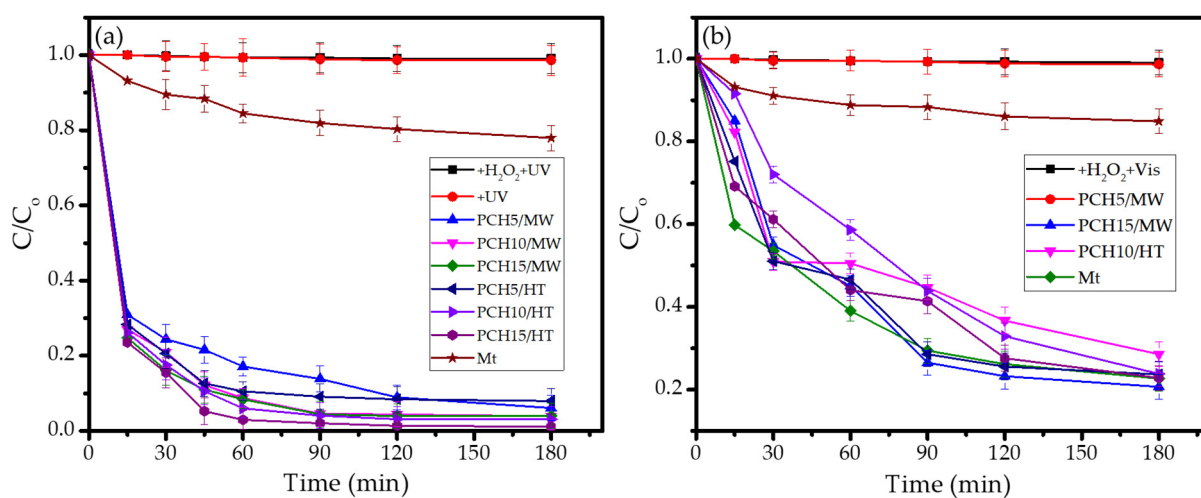 (a)
1.0
0.8
0.6
0.4
0.2
0.0
C/Co
0 30 60 90 120 150 180
Time (min)
+H2O2+UV
+UV
PCH5/MW
PCH10/MW
PCH15/MW
PCH5/HT
PCH10/HT
PCH15/HT
Mt
(b)
1.0
0.8
0.6
0.4
0.2
C/Co
0 30 60 90 120 150 180
Time (min)
+H2O2+Vis
PCH5/MW
PCH15/MW
PCH10/HT
Mt